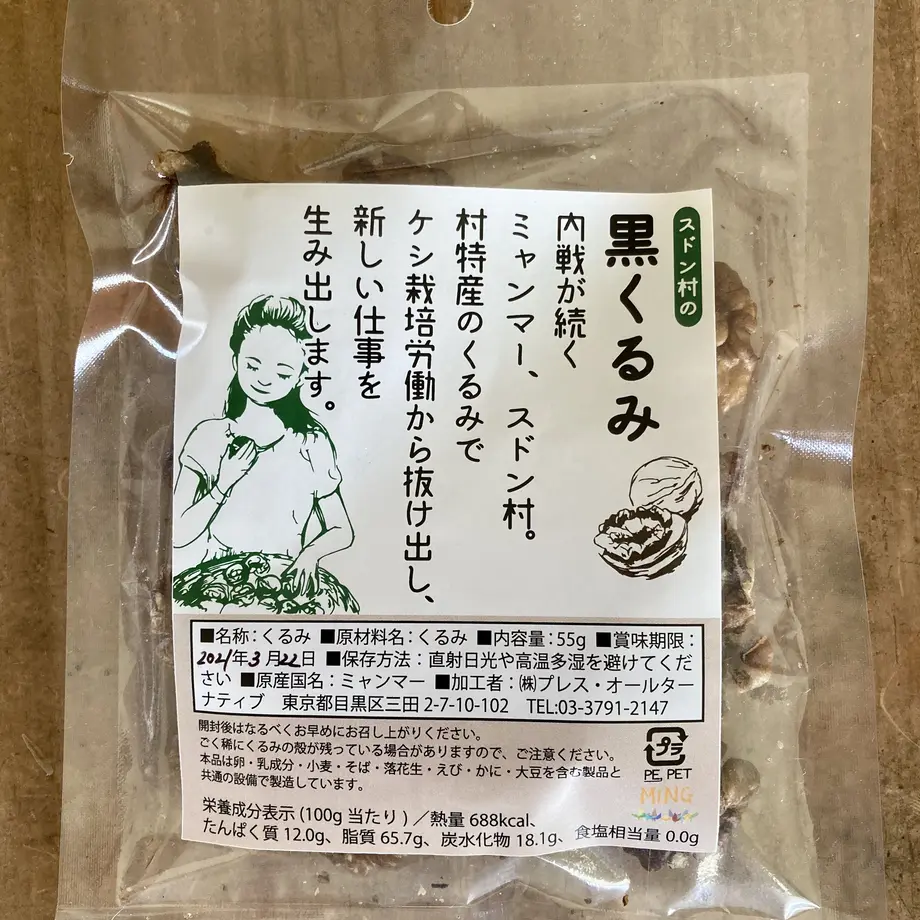 スドン村の
黒くるみ
内戦が続く
ミャンマー、スドン村。
村特産のくるみで
ケシ栽培労働から抜け出し、
新しい仕事を
生み出します。
■名称：くるみ ■原材料名：くるみ ■内容量：55g ■賞味期限：
2021年3月22日 ■保存方法：直射日光や高温多湿を避けてくだ
さい ■原産国名：ミャンマー ■加工者：㈱プレス・オールター
ナティブ 東京都目黒区三田 2-7-10-102 TEL:03-3791-2147
開封後はなるべくお早めにお召し上がりください。
ごく稀にくるみの殻が残っている場合がありますので、ご注意ください。
本品は卵・乳成分・小麦・そば・落花生・えび・かに・大豆を含む製品と
共通の設備で製造しています。
プラ
PE, PET
MING
栄養成分表示 (100g 当たり) ／熱量 688kcal、
たんぱく質 12.0g、脂質 65.7g、炭水化物 18.1g、食塩相当量 0.0g